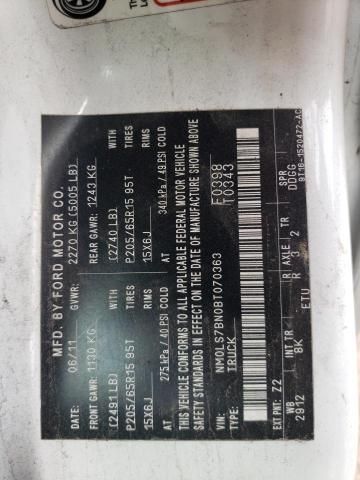 MFD. BY FORD MOTOR CO.
DATE: 06/11 GVWR: 2270 KG (5005 LB)
FRONT GAWR: 1130 KG REAR GAWR: 1243 KG
(2491 LB) WITH (2740 LB) WITH
P205/65R15 95T TIRES P205/65R15 95T TIRES
15X6J RIMS 15X6J RIMS
AT 275 kPa/ 40 PSI COLD AT 340 kPa/ 49 PSI COLD
THIS VEHICLE CONFORMS TO ALL APPLICABLE FEDERAL MOTOR VEHICLE
SAFETY STANDARDS IN EFFECT ON THE DATE OF MANUFACTURE SHOWN ABOVE
VIN: NM0LS7BN0BT070363 F0398
TYPE: TRUCK T0343
EXT PNT: Z2
WB INT TR R AXLE TR SPR
2912 8K 3 2 DDGG
ETU 9T16-1520472-AC